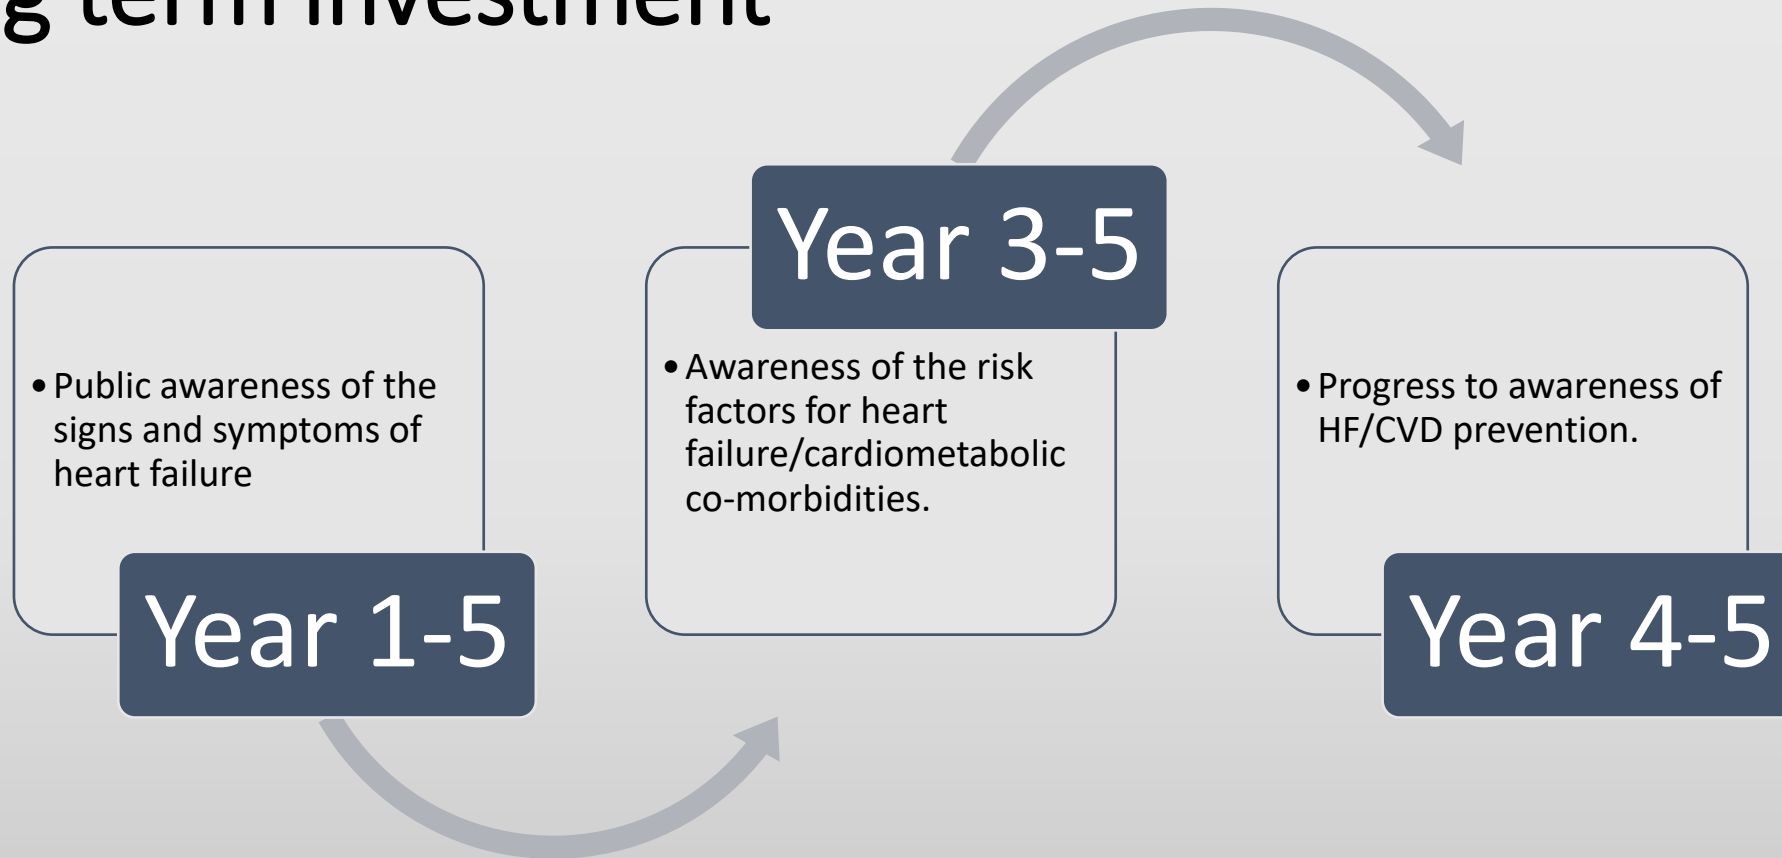 g term investment
• Public awareness of the
signs and symptoms of
heart failure
Year 1-5
Year 3-5
• Awareness of the risk
factors for heart
failure/cardiometabolic
co-morbidities.
• Progress to awareness of
HF/CVD prevention.
Year 4-5